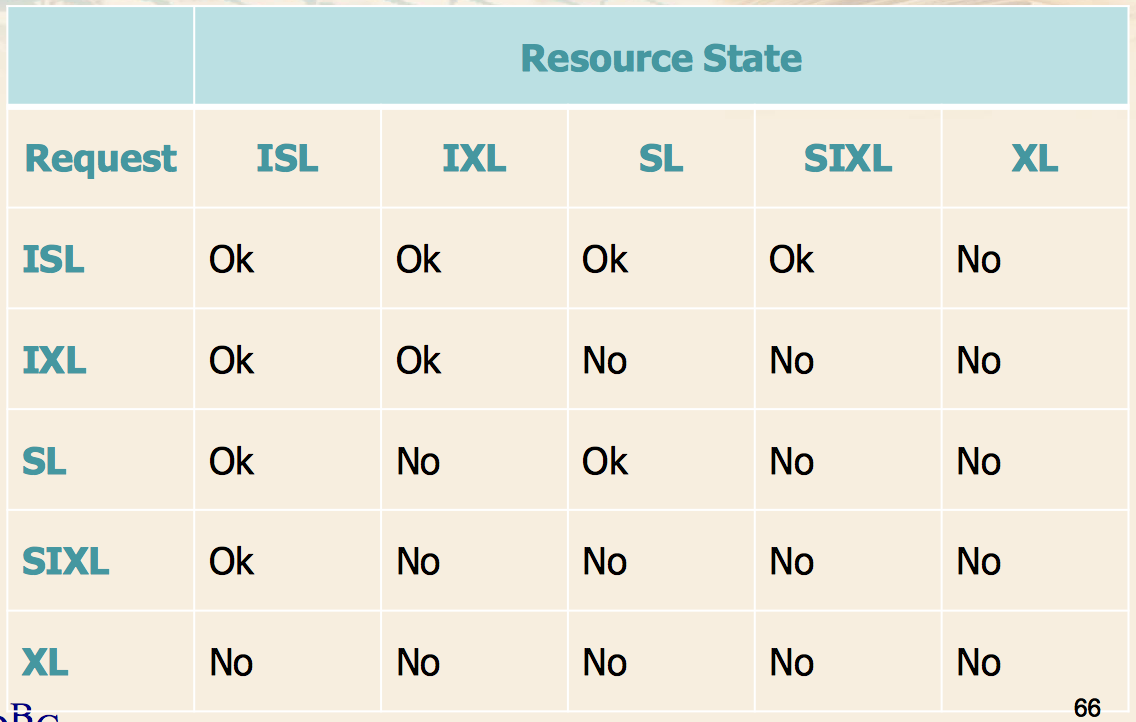 Resource State
Request ISL IXL SL SIXL XL
ISL Ok Ok Ok Ok No
IXL Ok Ok No No No
SL Ok No Ok No No
SIXL Ok No No No No
XL No No No No No
66